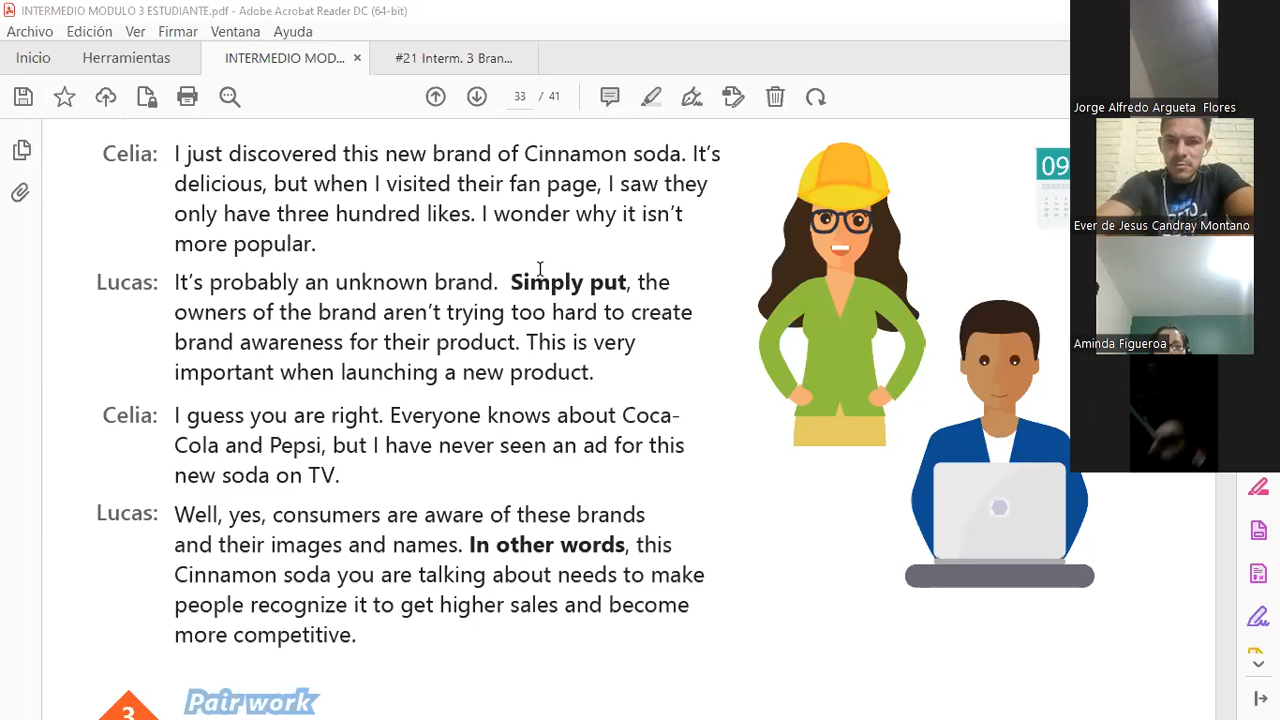 INTERMEDIO MODULO 3 ESTUDIANTE.pdf - Adobe Acrobat Reader DC (64-bit)
Archivo Edición Ver Firmar Ventana Ayuda
Inicio Herramientas INTERMEDIO MOD... × #21 Interm. 3 Bran...
33 / 41
Celia: I just discovered this new brand of Cinnamon soda. It's
delicious, but when I visited their fan page, I saw they
only have three hundred likes. I wonder why it isn't
more popular.
Lucas: It's probably an unknown brand. Simply put, the
owners of the brand aren't trying too hard to create
brand awareness for their product. This is very
important when launching a new product.
Celia: I guess you are right. Everyone knows about Coca-
Cola and Pepsi, but I have never seen an ad for this
new soda on TV.
Lucas: Well, yes, consumers are aware of these brands
and their images and names. In other words, this
Cinnamon soda you are talking about needs to make
people recognize it to get higher sales and become
more competitive.
3 Pair work
09
Jorge Alfredo Argueta Flores
Ever de Jesus Candray Montano
Aminda Figueroa